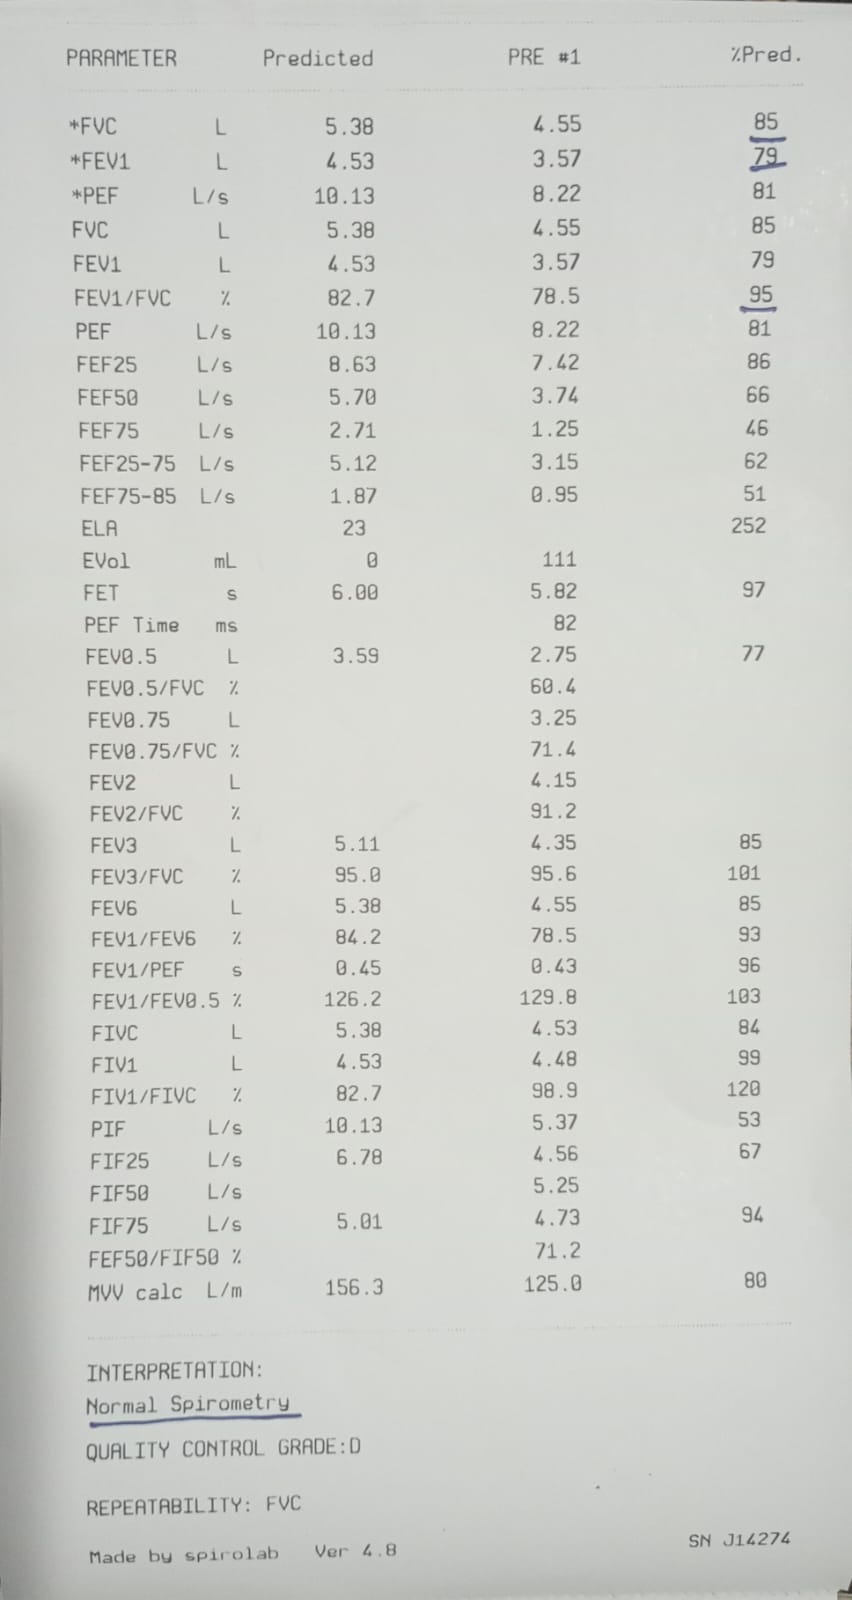 PARAMETER Predicted PRE #1 %Pred.
*FVC L 5.38 4.55 85
*FEV1 L 4.53 3.57 79
*PEF L/s 10.13 8.22 81
FVC L 5.38 4.55 85
FEV1 L 4.53 3.57 79
FEV1/FVC % 82.7 78.5 95
PEF L/s 10.13 8.22 81
FEF25 L/s 8.63 7.42 86
FEF50 L/s 5.70 3.74 66
FEF75 L/s 2.71 1.25 46
FEF25-75 L/s 5.12 3.15 62
FEF75-85 L/s 1.87 0.95 51
ELA 23 252
EVol mL 0 111
FET s 6.00 5.82 97
PEF Time ms 82
FEV0.5 L 3.59 2.75 77
FEV0.5/FVC % 60.4
FEV0.75 L 3.25
FEV0.75/FVC % 71.4
FEV2 L 4.15
FEV2/FVC % 91.2
FEV3 L 5.11 4.35 85
FEV3/FVC % 95.0 95.6 101
FEV6 L 5.38 4.55 85
FEV1/FEV6 % 84.2 78.5 93
FEV1/PEF s 0.45 0.43 96
FEV1/FEV0.5 % 126.2 129.8 103
FIVC L 5.38 4.53 84
FIV1 L 4.53 4.48 99
FIV1/FIVC % 82.7 98.9 120
PIF L/s 10.13 5.37 53
FIF25 L/s 6.78 4.56 67
FIF50 L/s 5.25
FIF75 L/s 5.01 4.73 94
FEF50/FIF50 % 71.2
MVV calc L/m 156.3 125.0 80
INTERPRETATION:
Normal Spirometry
QUALITY CONTROL GRADE:D
REPEATABILITY: FVC
Made by spirolab Ver 4.8 SN J14274